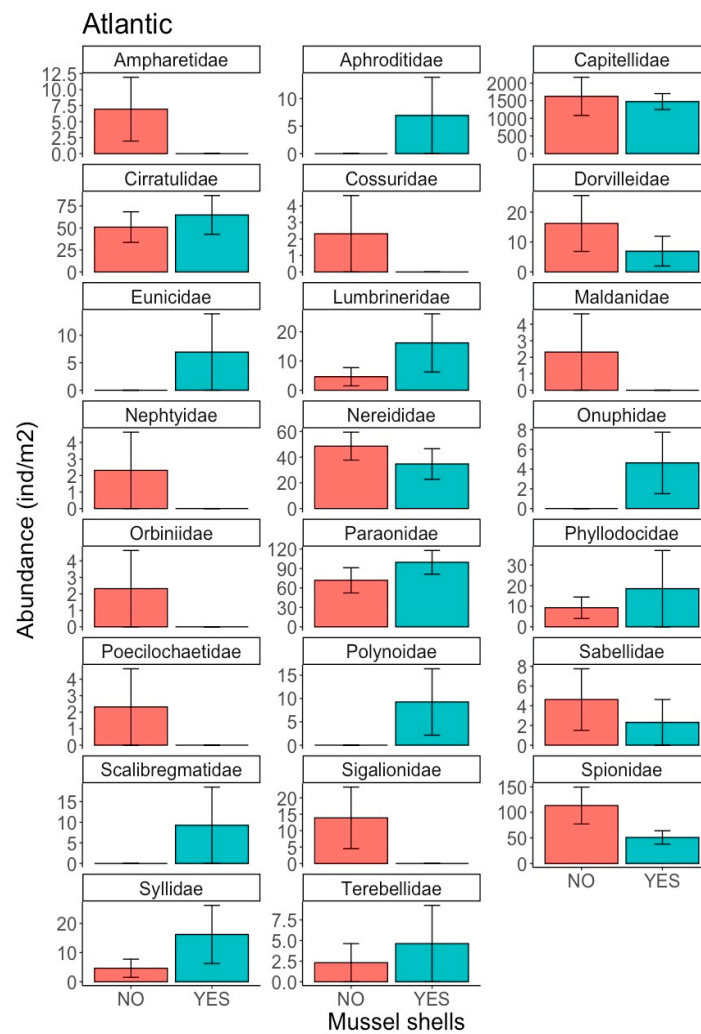 Atlantic
Ampharetidae Aphroditidae Capitellidae
12.5 10.0 7.5 5.0 2.5 0.0
10 5 0
2000 1500 1000 500 0
Cirratulidae Cossuridae Dorvilleidae
75 50 25 0
4 3 2 1 0
20 10 0
Eunicidae Lumbrineridae Maldanidae
10 5 0
20 10 0
4 3 2 1 0
Nephtyidae Nereididae Onuphidae
4 3 2 1 0
60 40 20 0
8 6 4 2 0
Orbiniidae Paraonidae Phyllodocidae
4 3 2 1 0
120 90 60 30 0
30 20 10 0
Poecilochaetidae Polynoidae Sabellidae
4 3 2 1 0
15 10 5 0
8 6 4 2 0
Scalibregmatidae Sigalionidae Spionidae
15 10 5 0
20 15 10 5 0
150 100 50 0
NO YES
Syllidae Terebellidae
20 10 0
7.5 5.0 2.5 0.0
NO YES NO YES
Abundance (ind/m2)
Mussel shells